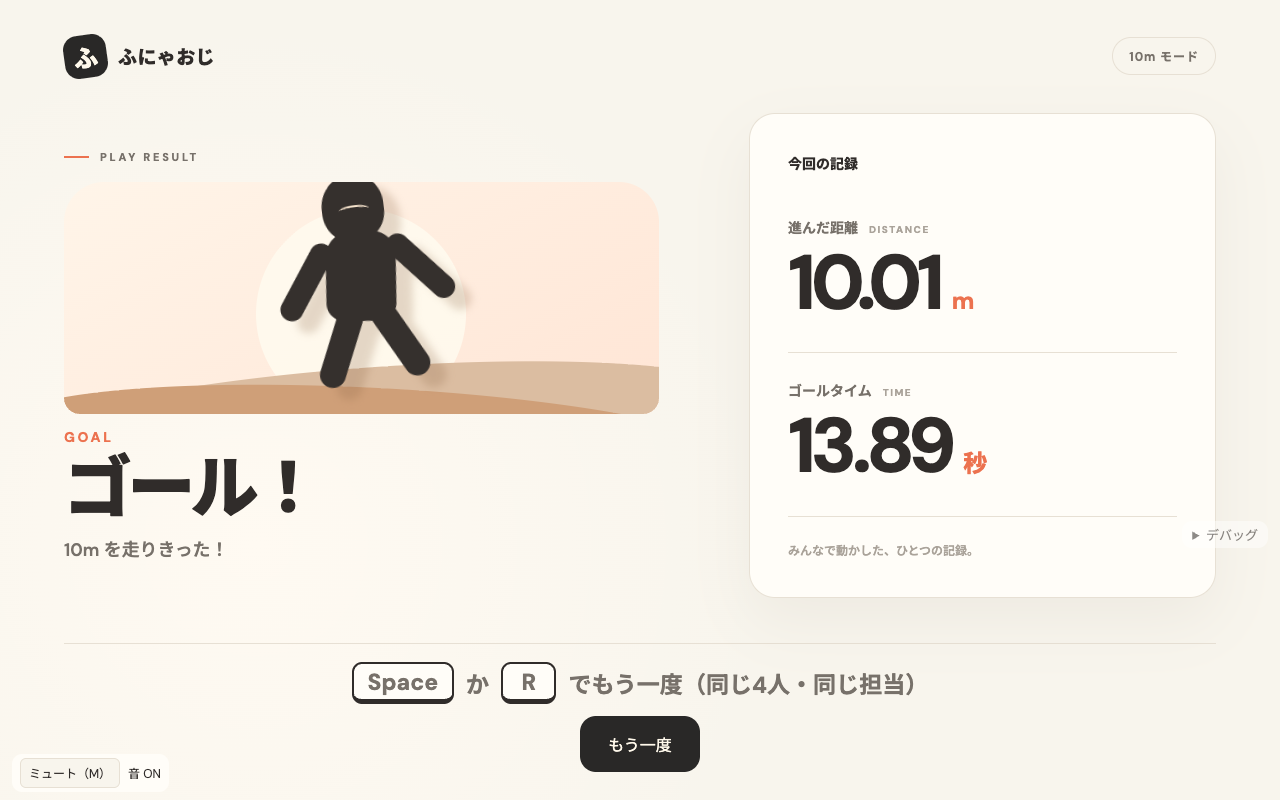 ふ ふにゃおじ
10m モード
PLAY RESULT
GOAL
ゴール！
10m を走りきった！
今回の記録
進んだ距離 DISTANCE
10.01 m
ゴールタイム TIME
13.89 秒
みんなで動かした、ひとつの記録。
▶ デバッグ
Space か R でもう一度（同じ4人・同じ担当）
もう一度
ミュート（M） 音 ON